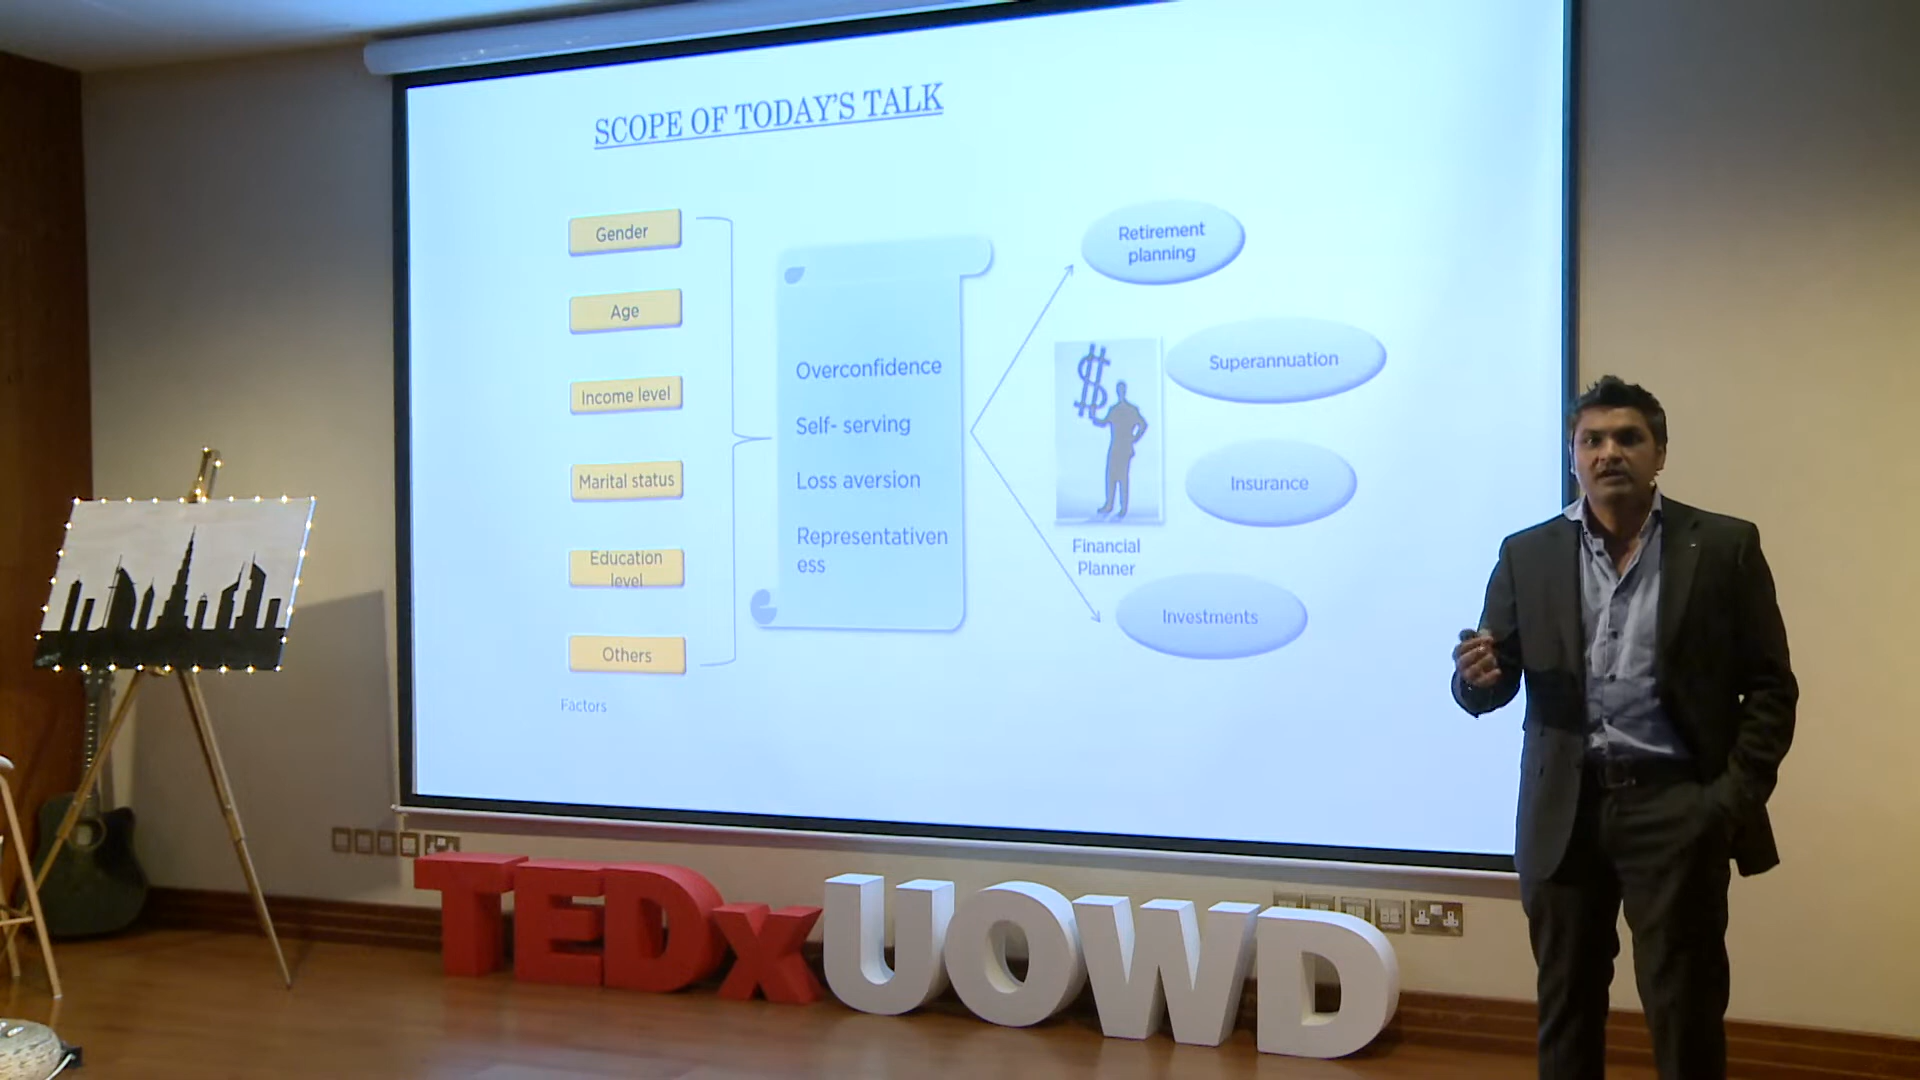 SCOPE OF TODAY'S TALK
Gender
Age
Income level
Marital status
Education
level
Others
Factors
Overconfidence
Self- serving
Loss aversion
Representativen
ess
Retirement
planning
Superannuation
Insurance
Investments
Financial
Planner
TEDxUOWD